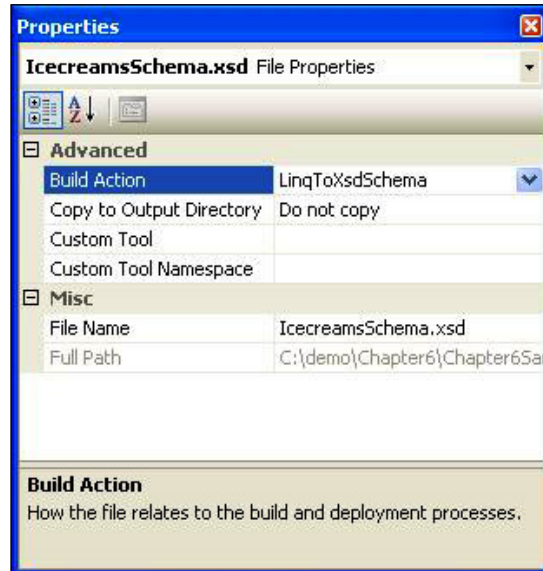 Properties
IcecreamsSchema.xsd File Properties
Advanced
Build Action LinqToXsdSchema
Copy to Output Directory Do not copy
Custom Tool
Custom Tool Namespace
Misc
File Name IcecreamsSchema.xsd
Full Path C:\demo\Chapter6\Chapter6Sa
Build Action
How the file relates to the build and deployment processes.